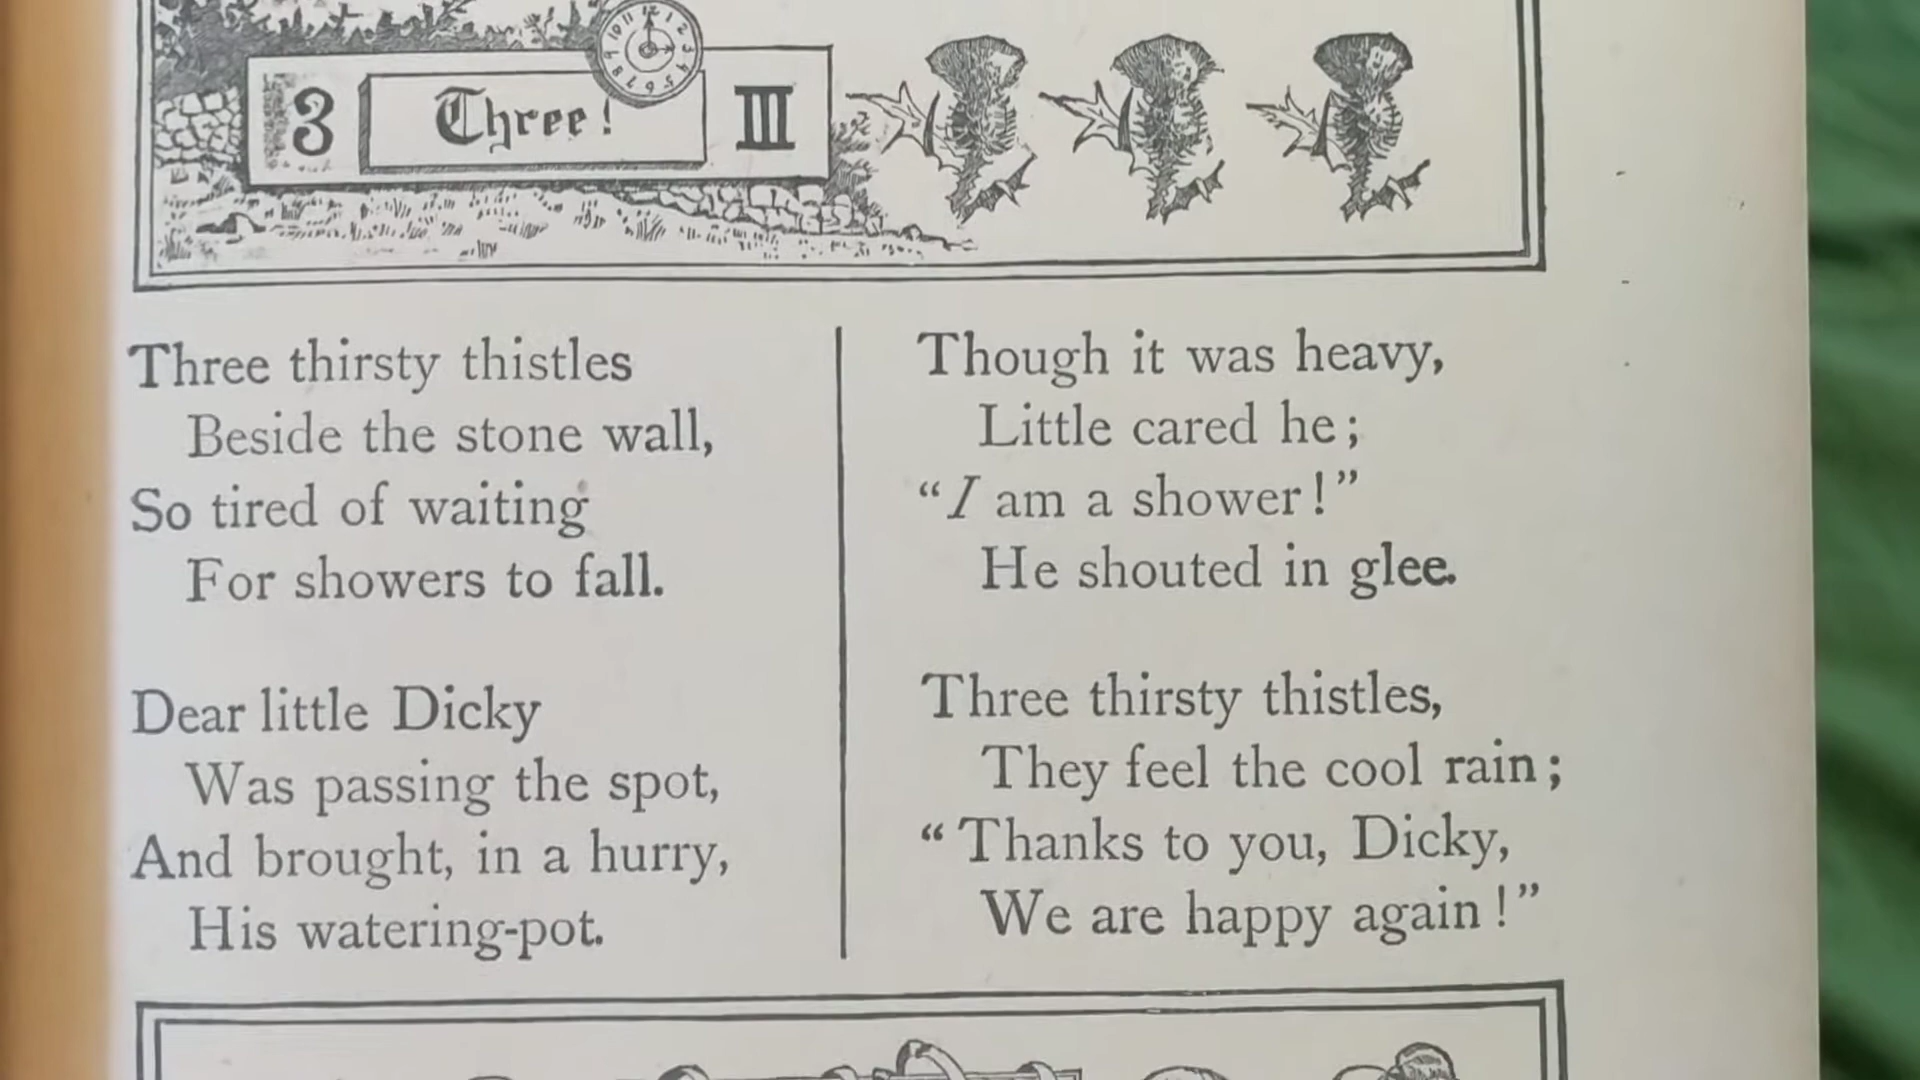 3 Three! III
Three thirsty thistles
Beside the stone wall,
So tired of waiting
For showers to fall.
Dear little Dicky
Was passing the spot,
And brought, in a hurry,
His watering-pot.
Though it was heavy,
Little cared he;
"I am a shower!"
He shouted in glee.
Three thirsty thistles,
They feel the cool rain;
"Thanks to you, Dicky,
We are happy again!"